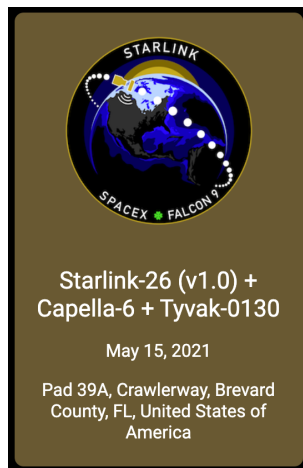 STARLINK
SPACEX FALCON 9
Starlink-26 (v1.0) +
Capella-6 + Tyvak-0130
May 15, 2021
Pad 39A, Crawlerway, Brevard
County, FL, United States of
America